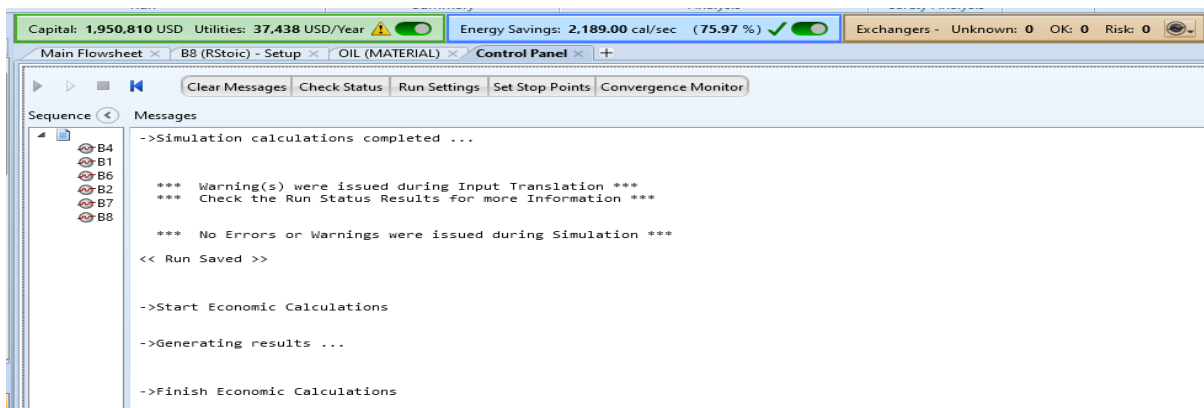 Capital: 1,950,810 USD Utilities: 37,438 USD/Year Energy Savings: 2,189.00 cal/sec (75.97 %) Exchangers - Unknown: 0 OK: 0 Risk: 0
Main Flowsheet × B8 (RStoic) - Setup × OIL (MATERIAL) × Control Panel × +
Clear Messages Check Status Run Settings Set Stop Points Convergence Monitor
Sequence Messages
->Simulation calculations completed ...
B4
B1
B6
B2
B7
B8
*** Warning(s) were issued during Input Translation ***
*** Check the Run Status Results for more Information ***
*** No Errors or Warnings were issued during Simulation ***
<< Run Saved >>
->Start Economic Calculations
->Generating results ...
->Finish Economic Calculations